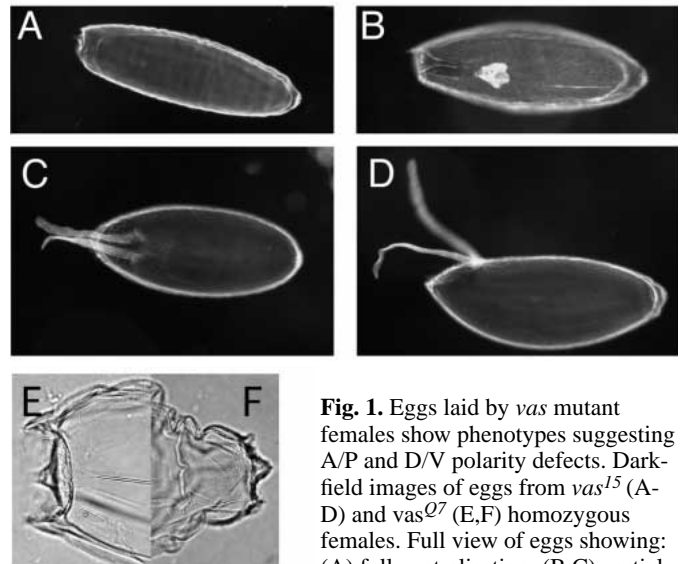 A
B
C
D
E
F
Fig. 1. Eggs laid by vas mutant
females show phenotypes suggesting
A/P and D/V polarity defects. Dark-
field images of eggs from vas15 (A-
D) and vasQ7 (E,F) homozygous
females. Full view of eggs showing: